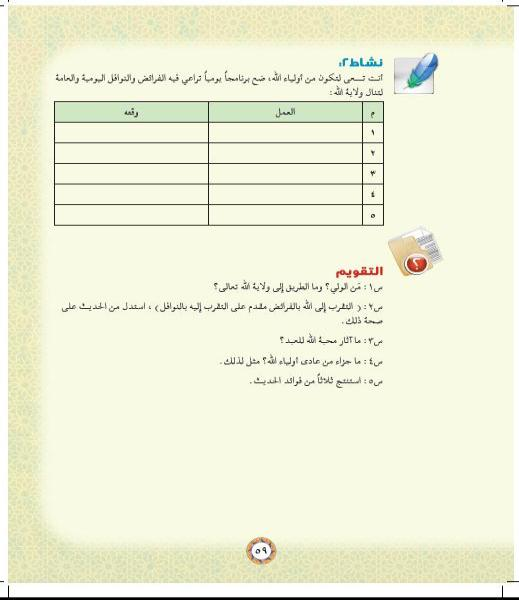 نشاط٢:
أنت تسعى لتكون من أولياء الله، ضع برنامجاً يومياً تراعي فيه الفرائض والنوافل اليومية والعامة
لتنال ولاية الله:
م العمل وقته
١
٢
٣
٤
٥
؟
التقويم
س١: مَن الولي؟ وما الطريق إلى ولاية الله تعالى؟
س٢: (التقرب إلى الله بالفرائض مقدم على التقرب إليه بالنوافل)، استدل من الحديث على
صحة ذلك.
س٣: ما آثار محبة الله للعبد؟
س٤: ما جزاء من عادى أولياء الله؟ مثل لذلك.
س٥: استنتج ثلاثاً من فوائد الحديث.
٥٩